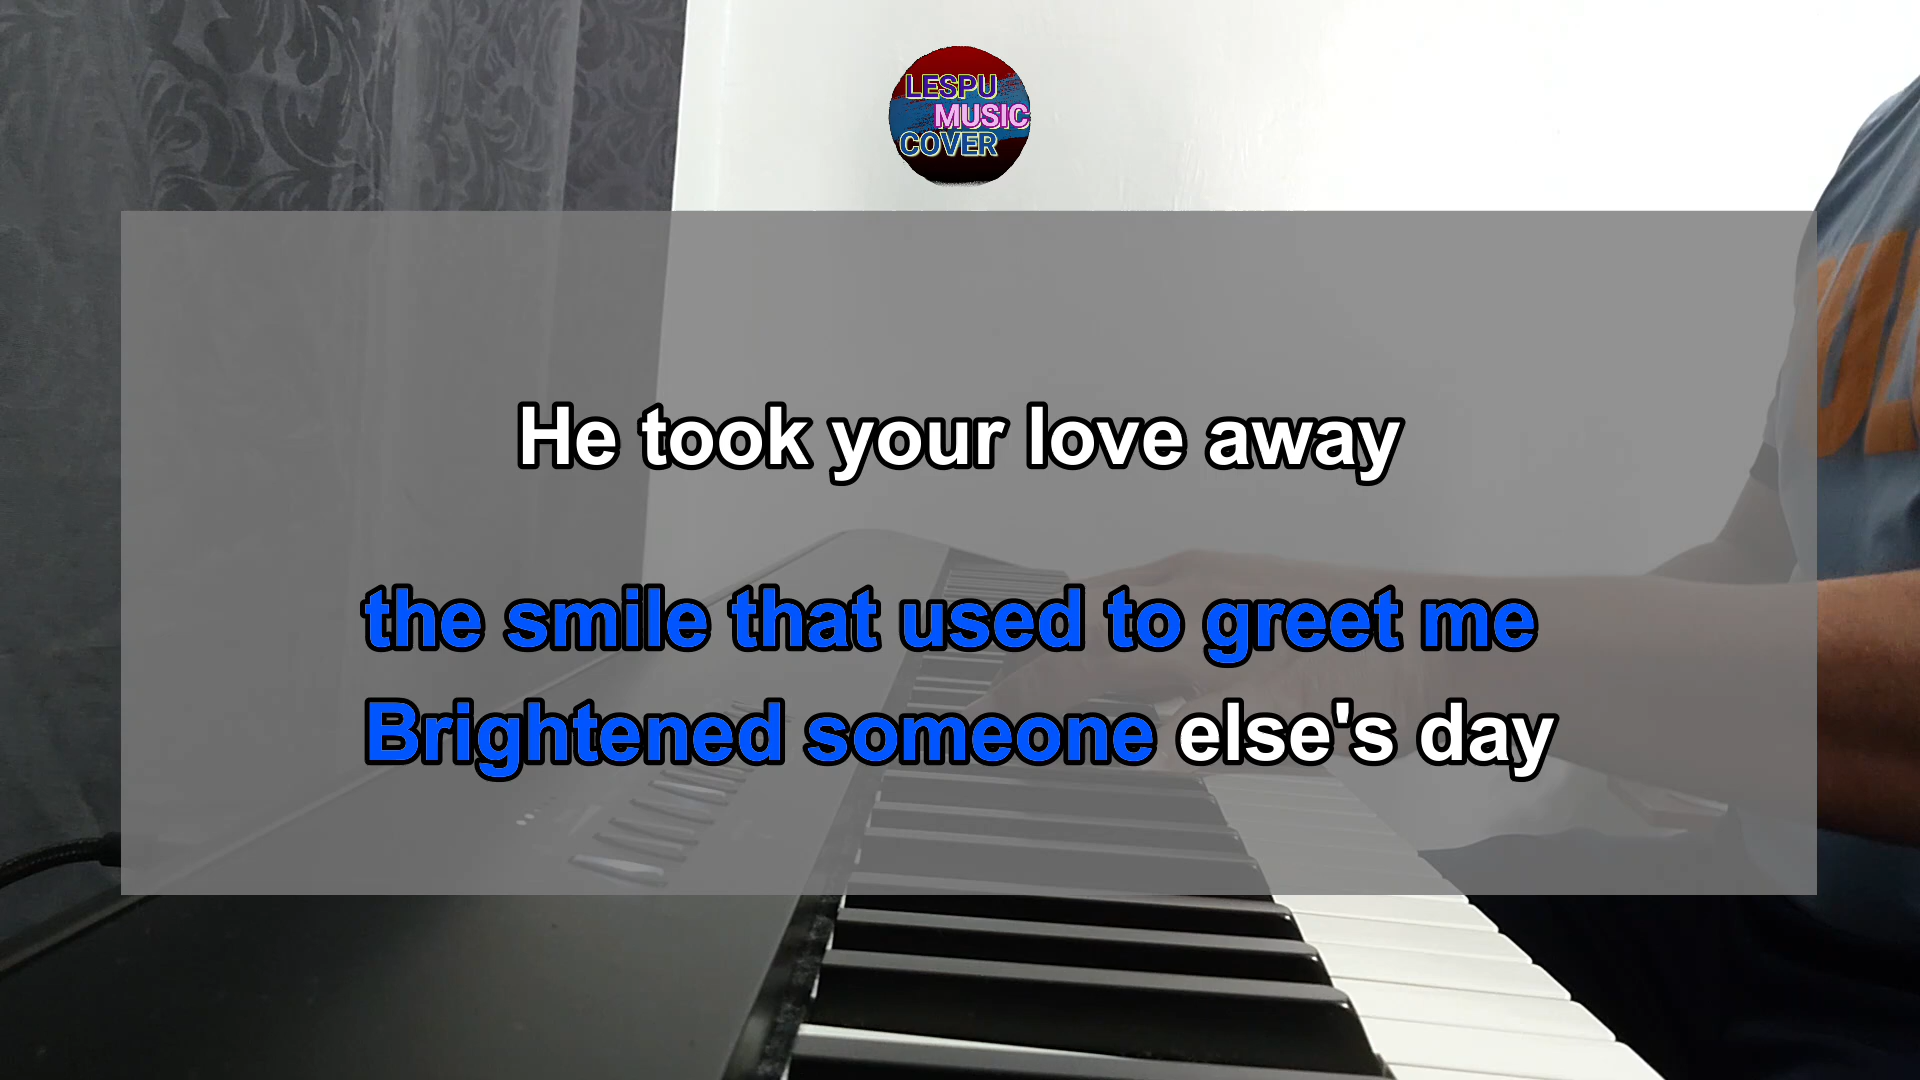 LESPU
MUSIC
COVER
He took your love away
the smile that used to greet me
Brightened someone else's day